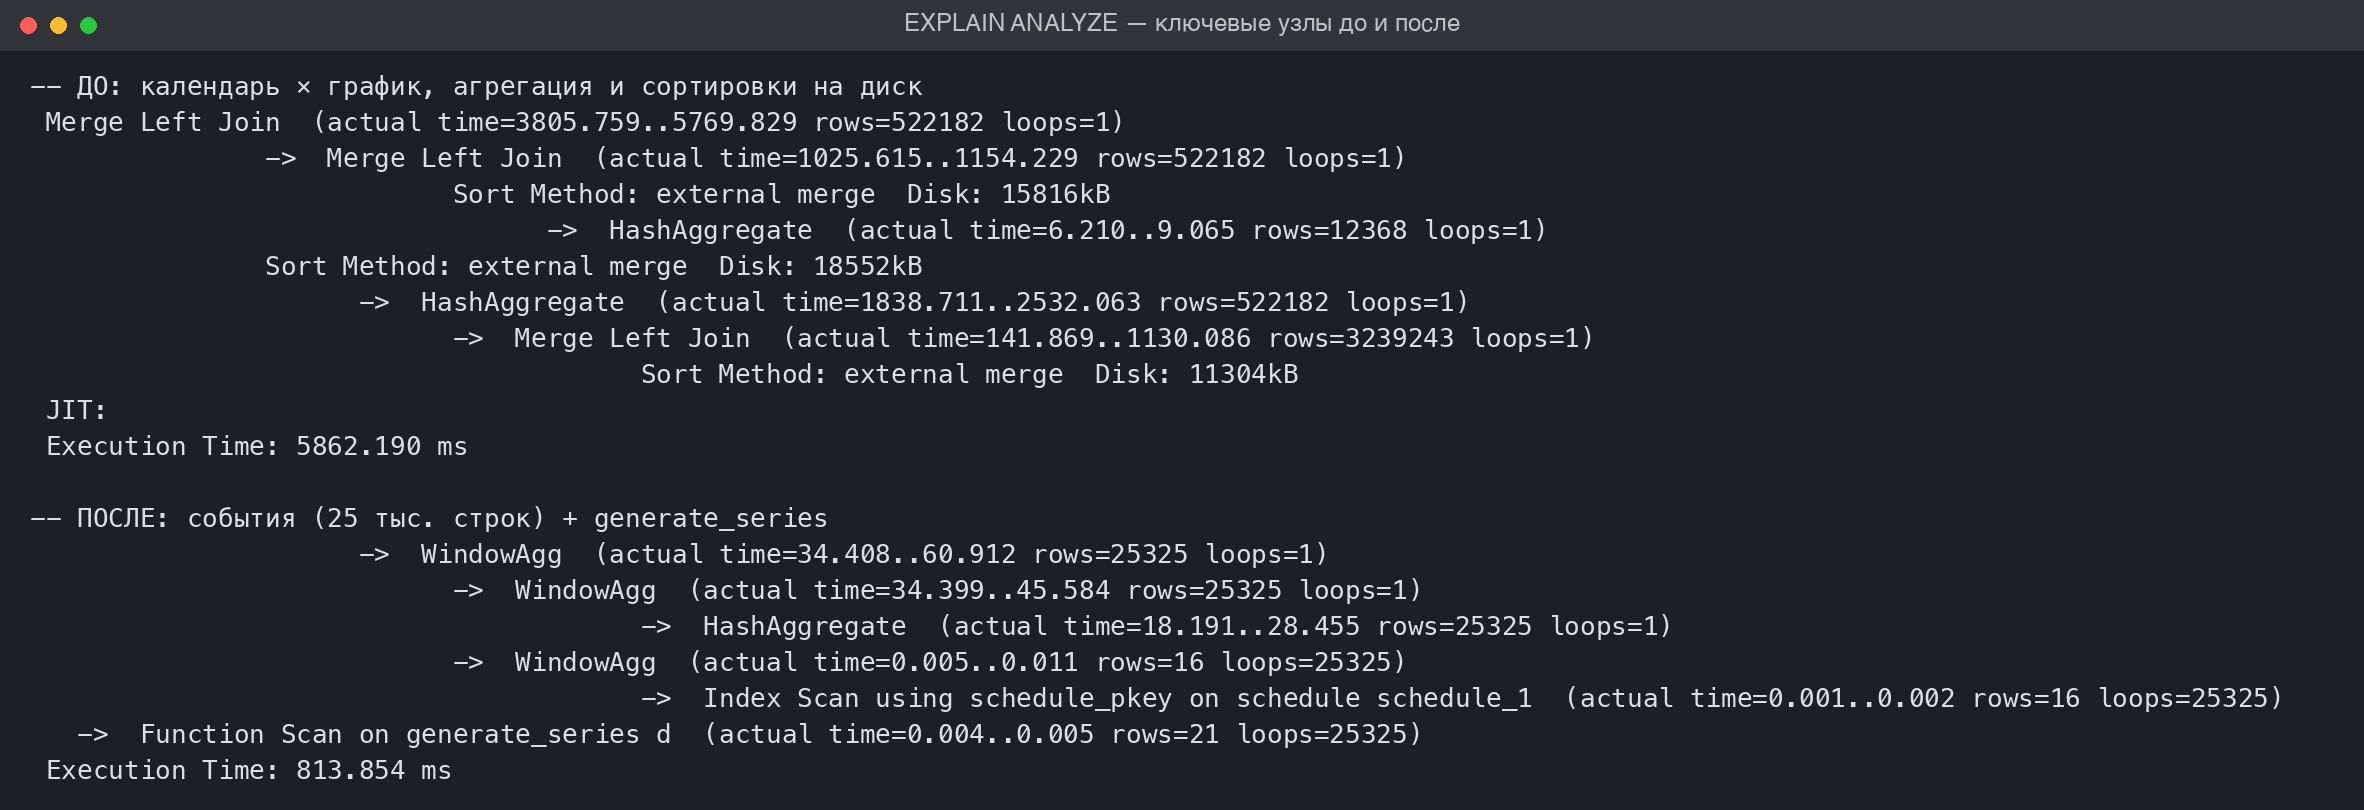 EXPLAIN ANALYZE — ключевые узлы до и после
-- ДО: календарь × график, агрегация и сортировки на диск
Merge Left Join  (actual time=3805.759..5769.829 rows=522182 loops=1)
->  Merge Left Join  (actual time=1025.615..1154.229 rows=522182 loops=1)
Sort Method: external merge  Disk: 15816kB
->  HashAggregate  (actual time=6.210..9.065 rows=12368 loops=1)
Sort Method: external merge  Disk: 18552kB
->  HashAggregate  (actual time=1838.711..2532.063 rows=522182 loops=1)
->  Merge Left Join  (actual time=141.869..1130.086 rows=3239243 loops=1)
Sort Method: external merge  Disk: 11304kB
JIT:
Execution Time: 5862.190 ms
-- ПОСЛЕ: события (25 тыс. строк) + generate_series
->  WindowAgg  (actual time=34.408..60.912 rows=25325 loops=1)
->  WindowAgg  (actual time=34.399..45.584 rows=25325 loops=1)
->  HashAggregate  (actual time=18.191..28.455 rows=25325 loops=1)
->  WindowAgg  (actual time=0.005..0.011 rows=16 loops=25325)
->  Index Scan using schedule_pkey on schedule schedule_1  (actual time=0.001..0.002 rows=16 loops=25325)
->  Function Scan on generate_series d  (actual time=0.004..0.005 rows=21 loops=25325)
Execution Time: 813.854 ms